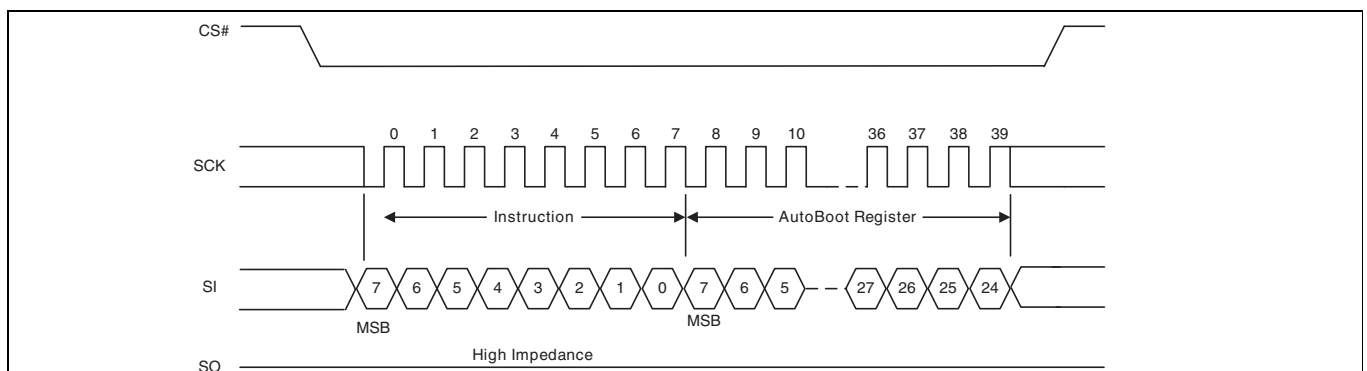 CS#
0 1 2 3 4 5 6 7 8 9 10 36 37 38 39
SCK
Instruction AutoBoot Register
SI 7 6 5 4 3 2 1 0 7 6 5 27 26 25 24
MSB MSB
High Impedance
SO